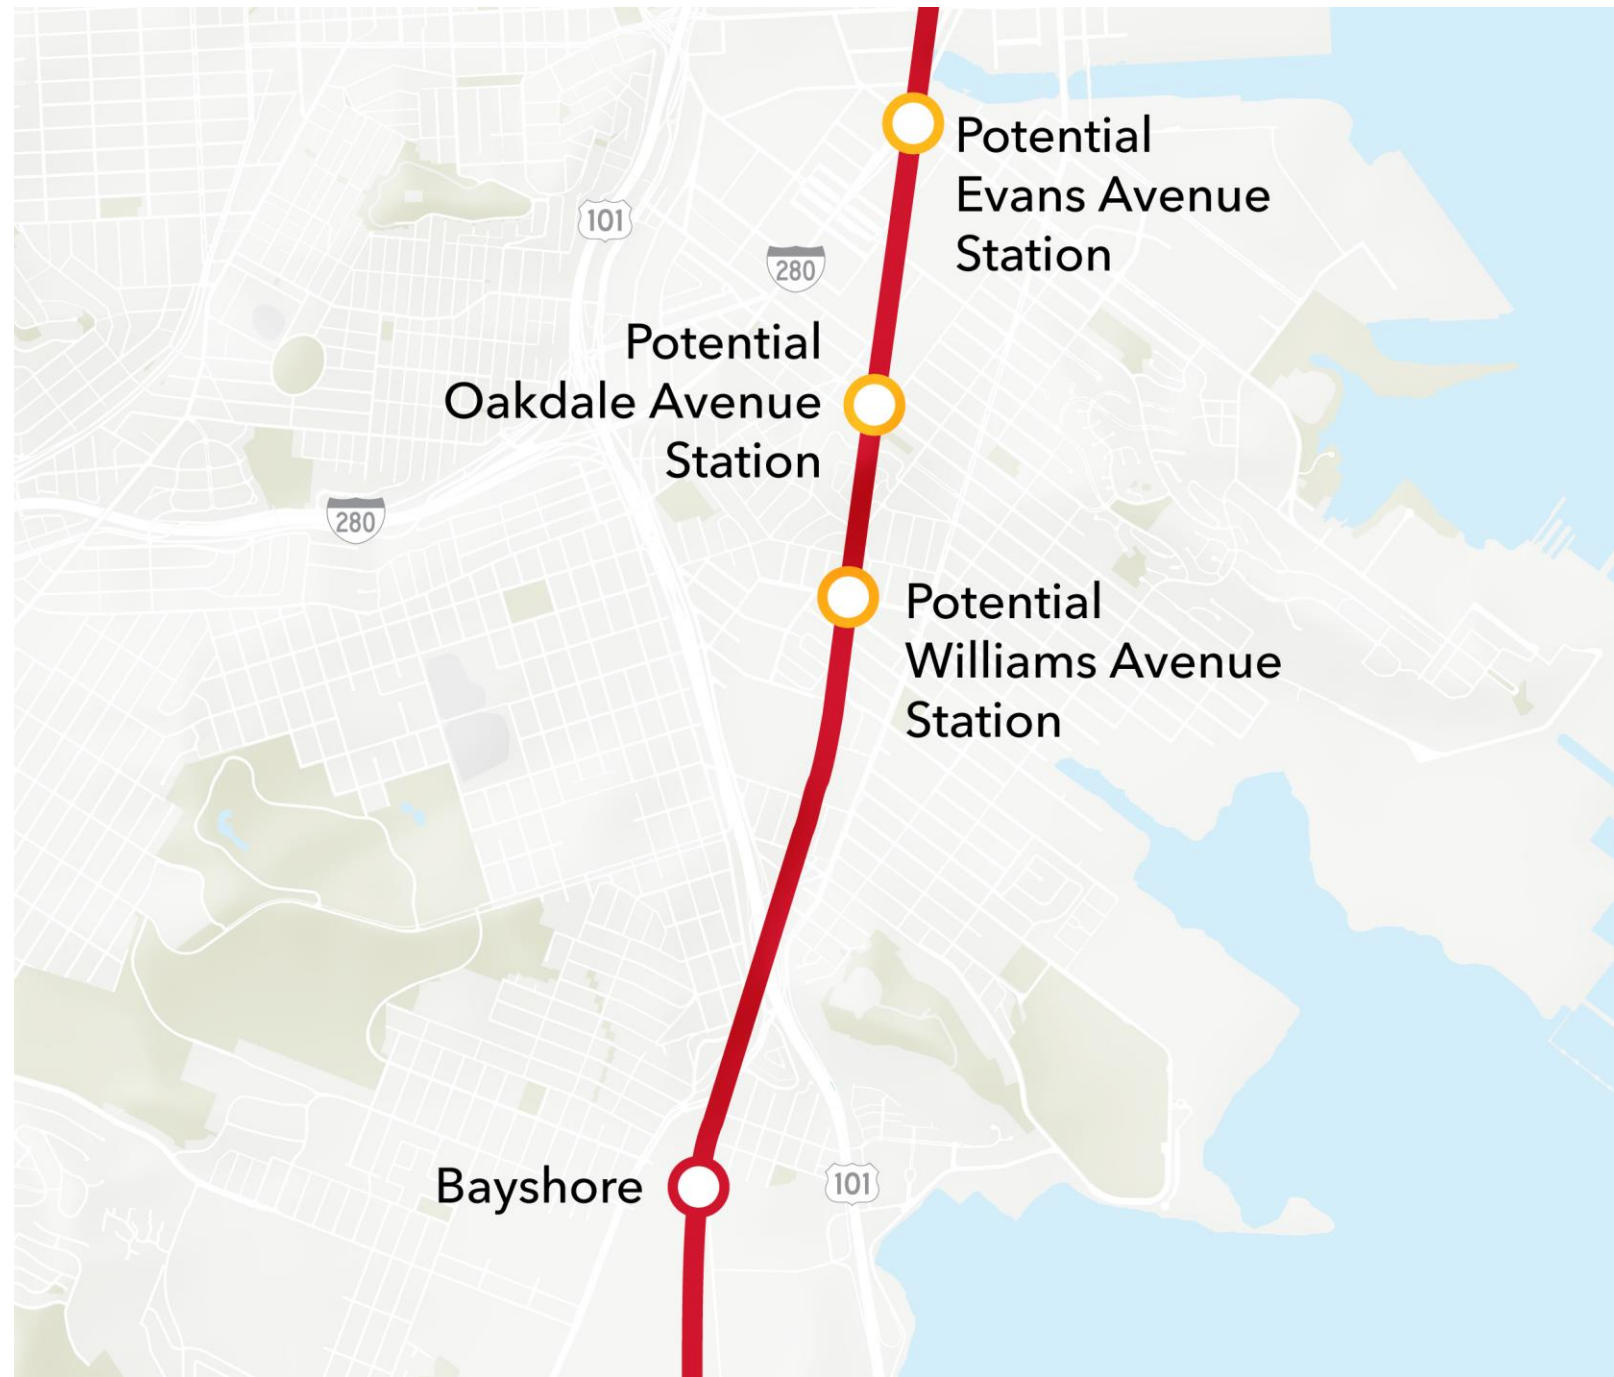 Potential
Evans Avenue
Station
101
280
Potential
Oakdale Avenue
Station
280
Potential
Williams Avenue
Station
Bayshore
101